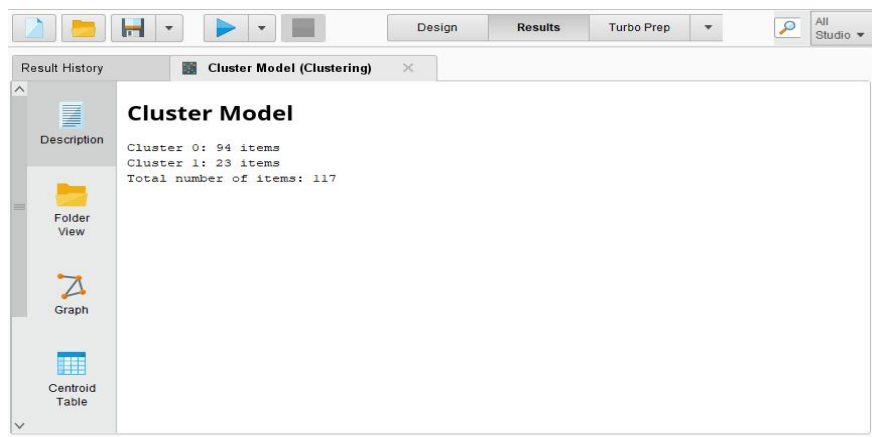 Design
Results
Turbo Prep
All
Studio
Result History
Cluster Model (Clustering)
Description
Cluster Model
Cluster 0: 94 items
Cluster 1: 23 items
Total number of items: 117
Folder
View
Graph
Centroid
Table